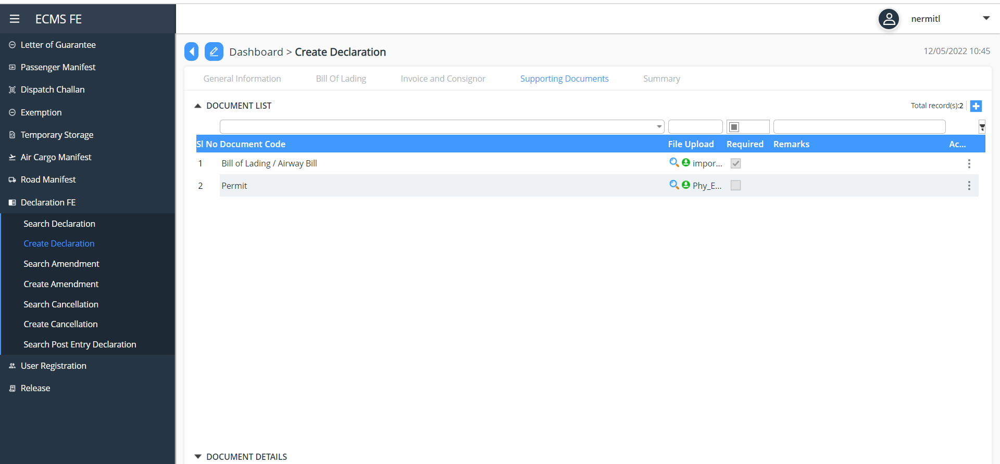 ECMS FE
nermitl
Letter of Guarantee
Passenger Manifest
Dispatch Challan
Exemption
Temporary Storage
Air Cargo Manifest
Road Manifest
Declaration FE
Search Declaration
Create Declaration
Search Amendment
Create Amendment
Search Cancellation
Create Cancellation
Search Post Entry Declaration
User Registration
Release
Dashboard > Create Declaration
12/05/2022 10:45
General Information Bill Of Lading Invoice and Consignor Supporting Documents Summary
DOCUMENT LIST
Total record(s):2
Sl No Document Code File Upload Required Remarks Ac...
1 Bill of Lading / Airway Bill impor...
2 Permit Phy_E...
DOCUMENT DETAILS